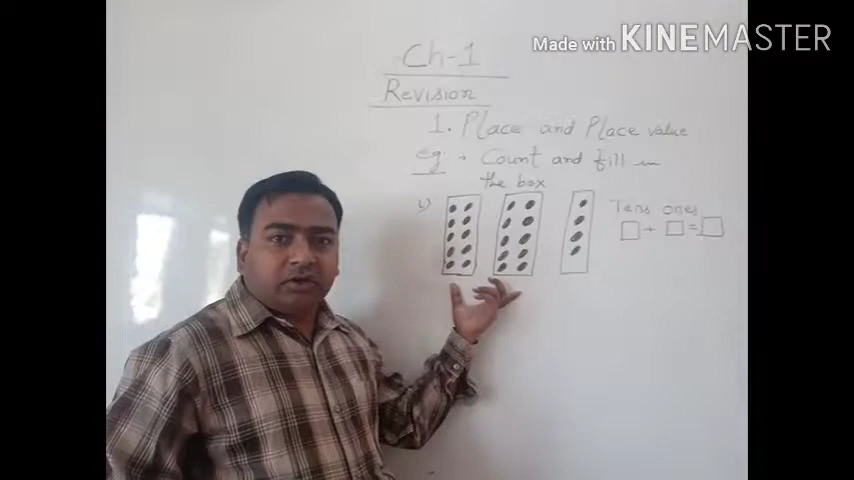 Made with KINEMASTER
Ch-1
Revision
1. Place and Place value
eg. → Count and fill in
the box
i)
Tens ones
+ =